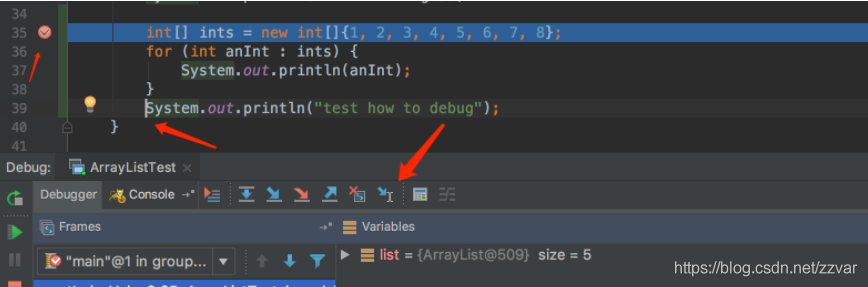 34
35 int[] ints = new int[]{1, 2, 3, 4, 5, 6, 7, 8};
36 for (int anInt : ints) {
37 System.out.println(anInt);
38 }
39 System.out.println("test how to debug");
40 }
41
Debug: ArrayListTest
Debugger Console
Frames Variables
"main"@1 in group... list = {ArrayList@509} size = 5
https://blog.csdn.net/zzvar